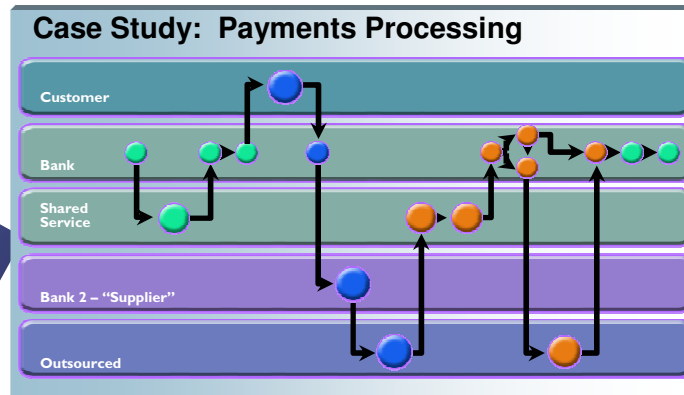 Case Study:  Payments Processing
Customer
Bank
Shared
Service
Bank 2 – “Supplier”
Outsourced